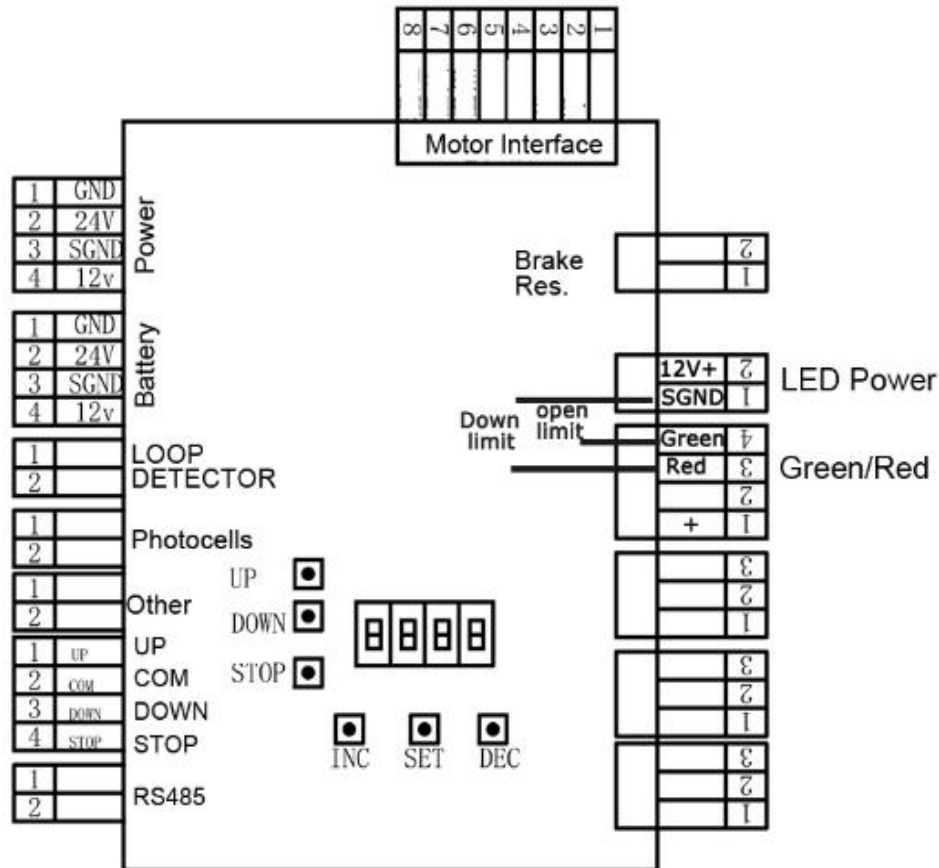 8 7 6 5 4 3 2 1
Motor Interface
1 GND
2 24V
3 SGND
4 12v
Power
1 GND
2 24V
3 SGND
4 12v
Battery
1
2
LOOP
DETECTOR
1
2
Photocells
1
2
Other
1 UP UP
2 COM COM
3 DOWN DOWN
4 STOP STOP
1
2
RS485
UP
DOWN
STOP
INC SET DEC
Brake
Res.
2
1
12V+ 2
SGND 1
LED Power
Down
limit
open
limit
Green 4
Red 3
2
+ 1
Green/Red
3
2
1
3
2
1
3
2
1